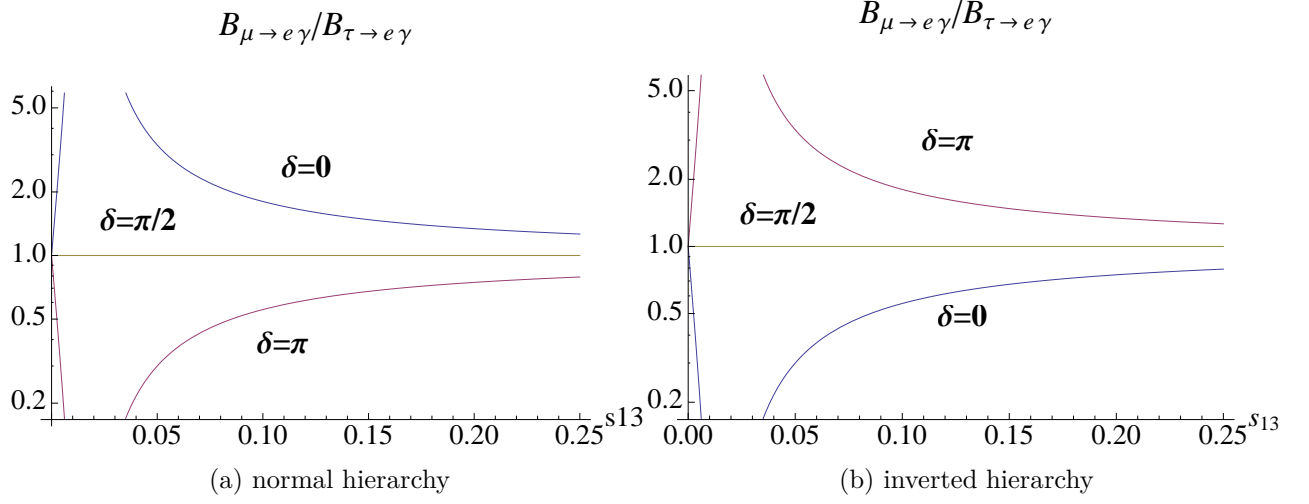 B_{μ→eγ}/B_{τ→eγ}
5.0
2.0
1.0
0.5
0.2
δ=0
δ=π/2
δ=π
0.05 0.10 0.15 0.20 0.25 s13
(a) normal hierarchy
B_{μ→eγ}/B_{τ→eγ}
5.0
2.0
1.0
0.5
0.2
δ=π
δ=π/2
δ=0
0.00 0.05 0.10 0.15 0.20 0.25 s₁₃
(b) inverted hierarchy